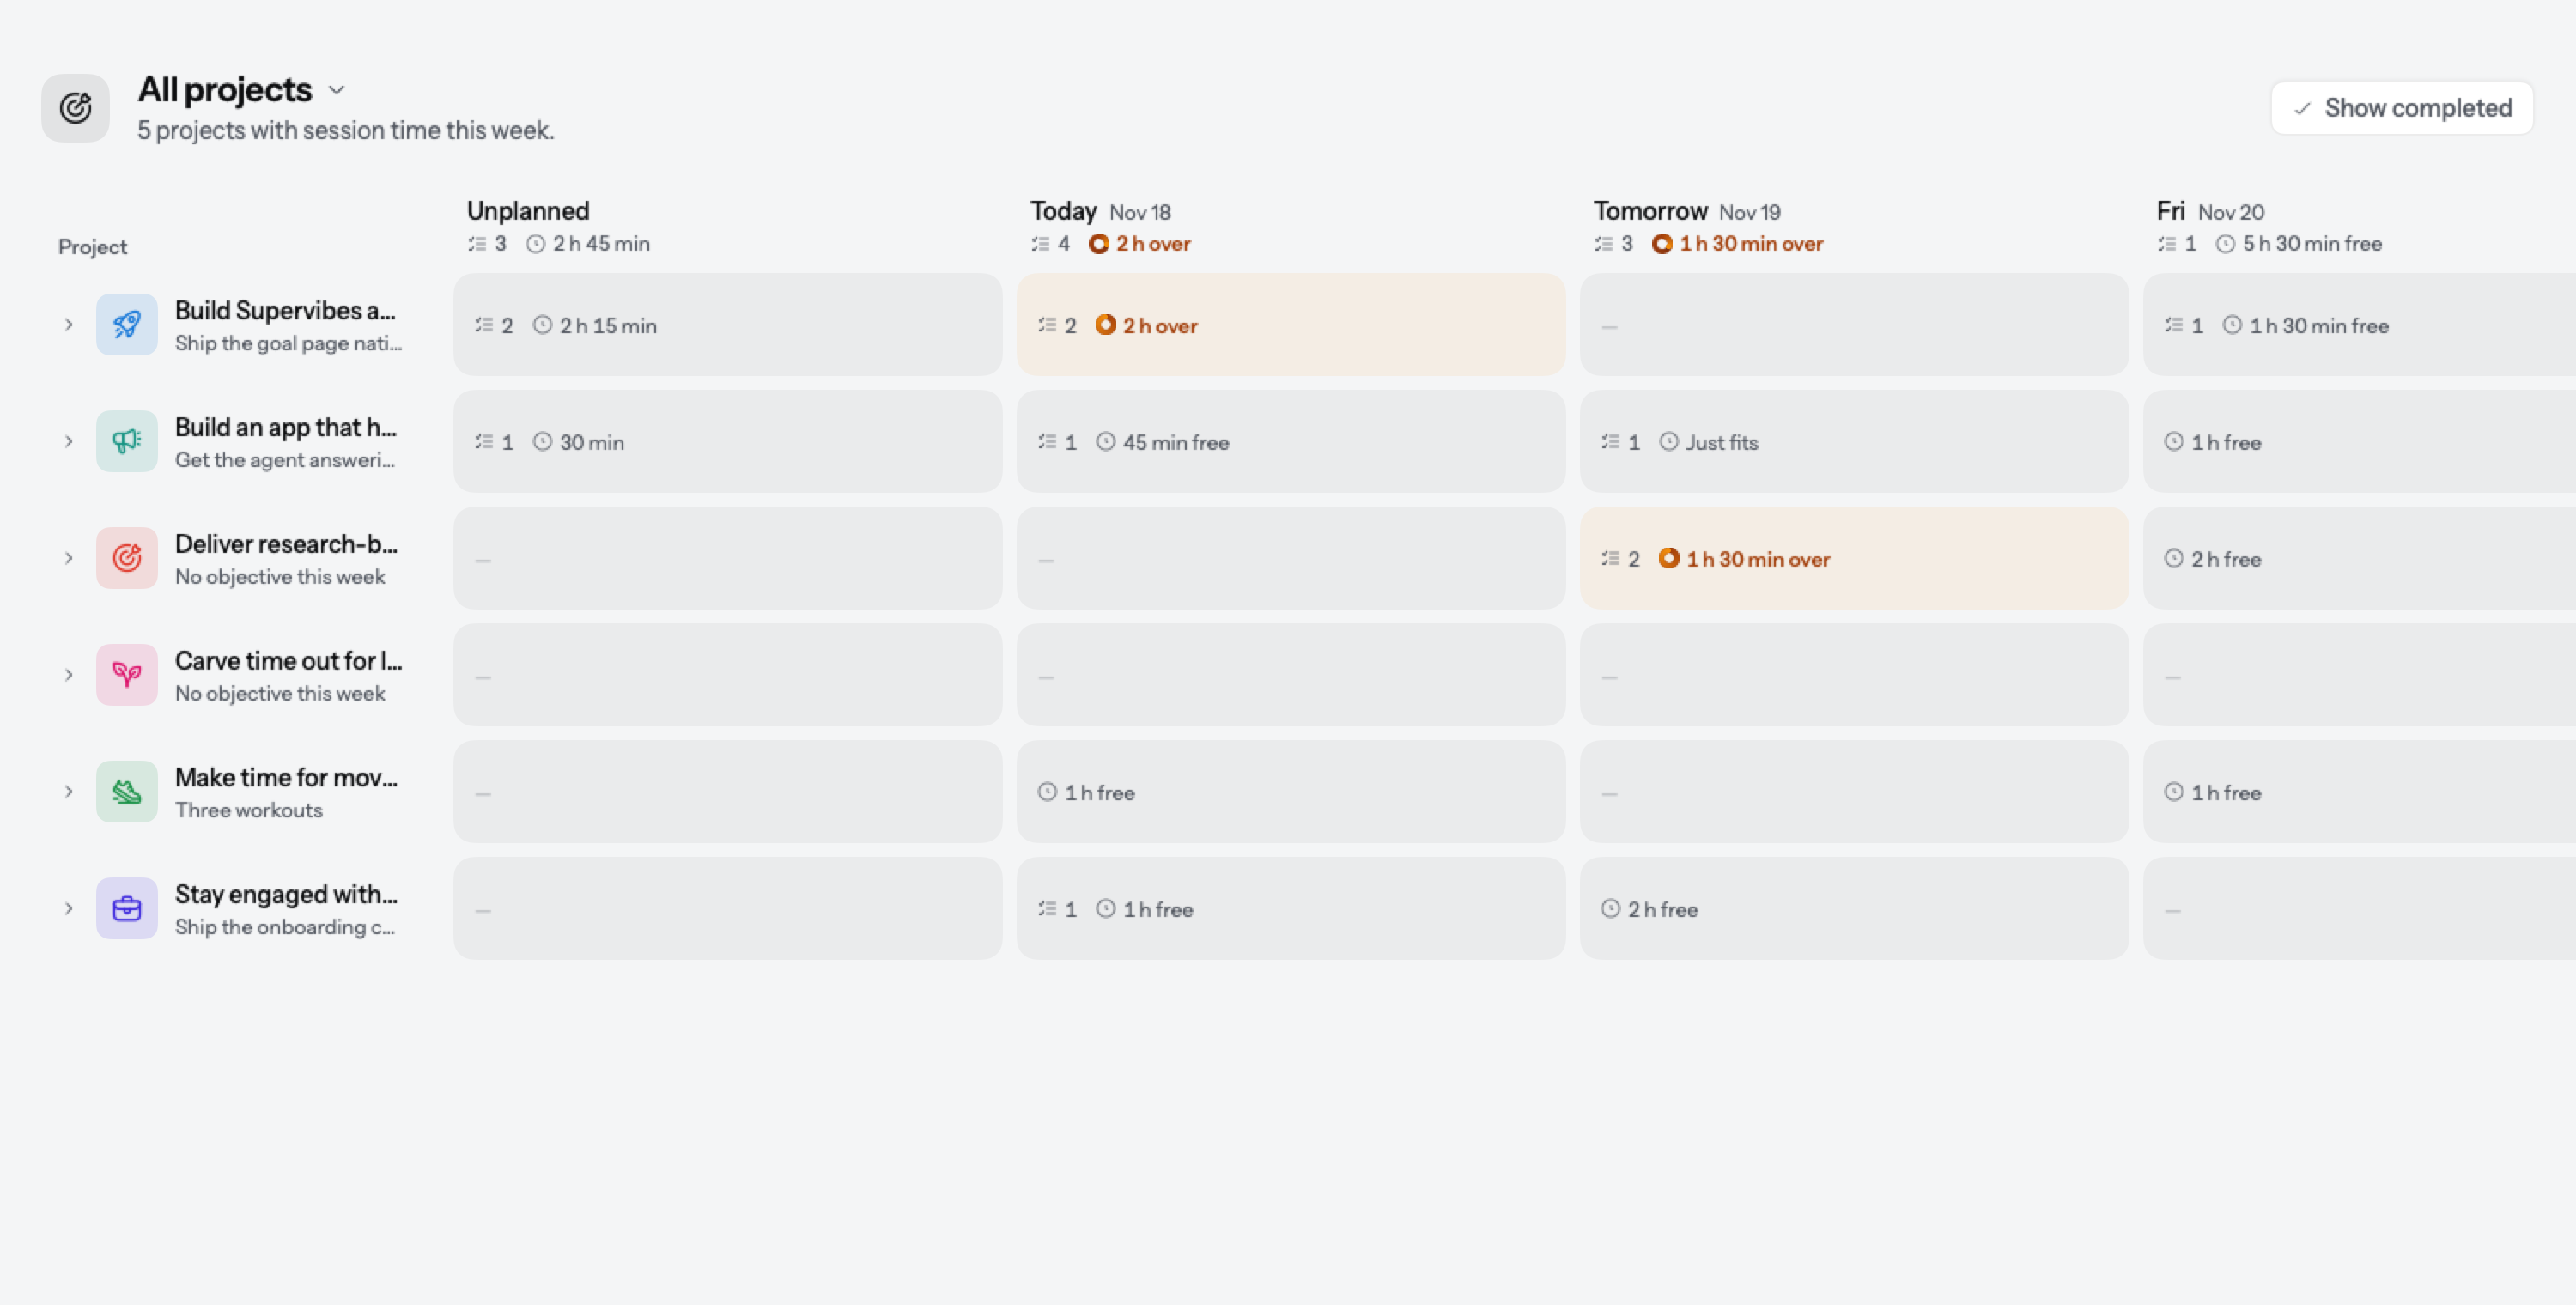 All projects
5 projects with session time this week.
Show completed
Project
Unplanned
3 2 h 45 min
Today Nov 18
4 2 h over
Tomorrow Nov 19
3 1 h 30 min over
Fri Nov 20
1 5 h 30 min free
Build Supervibes a...
Ship the goal page nati...
2 2 h 15 min
2 2 h over
–
1 1 h 30 min free
Build an app that h...
Get the agent answeri...
1 30 min
1 45 min free
1 Just fits
1 h free
Deliver research-b...
No objective this week
–
–
2 1 h 30 min over
2 h free
Carve time out for l...
No objective this week
–
–
–
–
Make time for mov...
Three workouts
–
1 h free
–
1 h free
Stay engaged with...
Ship the onboarding c...
–
1 1 h free
2 h free
–